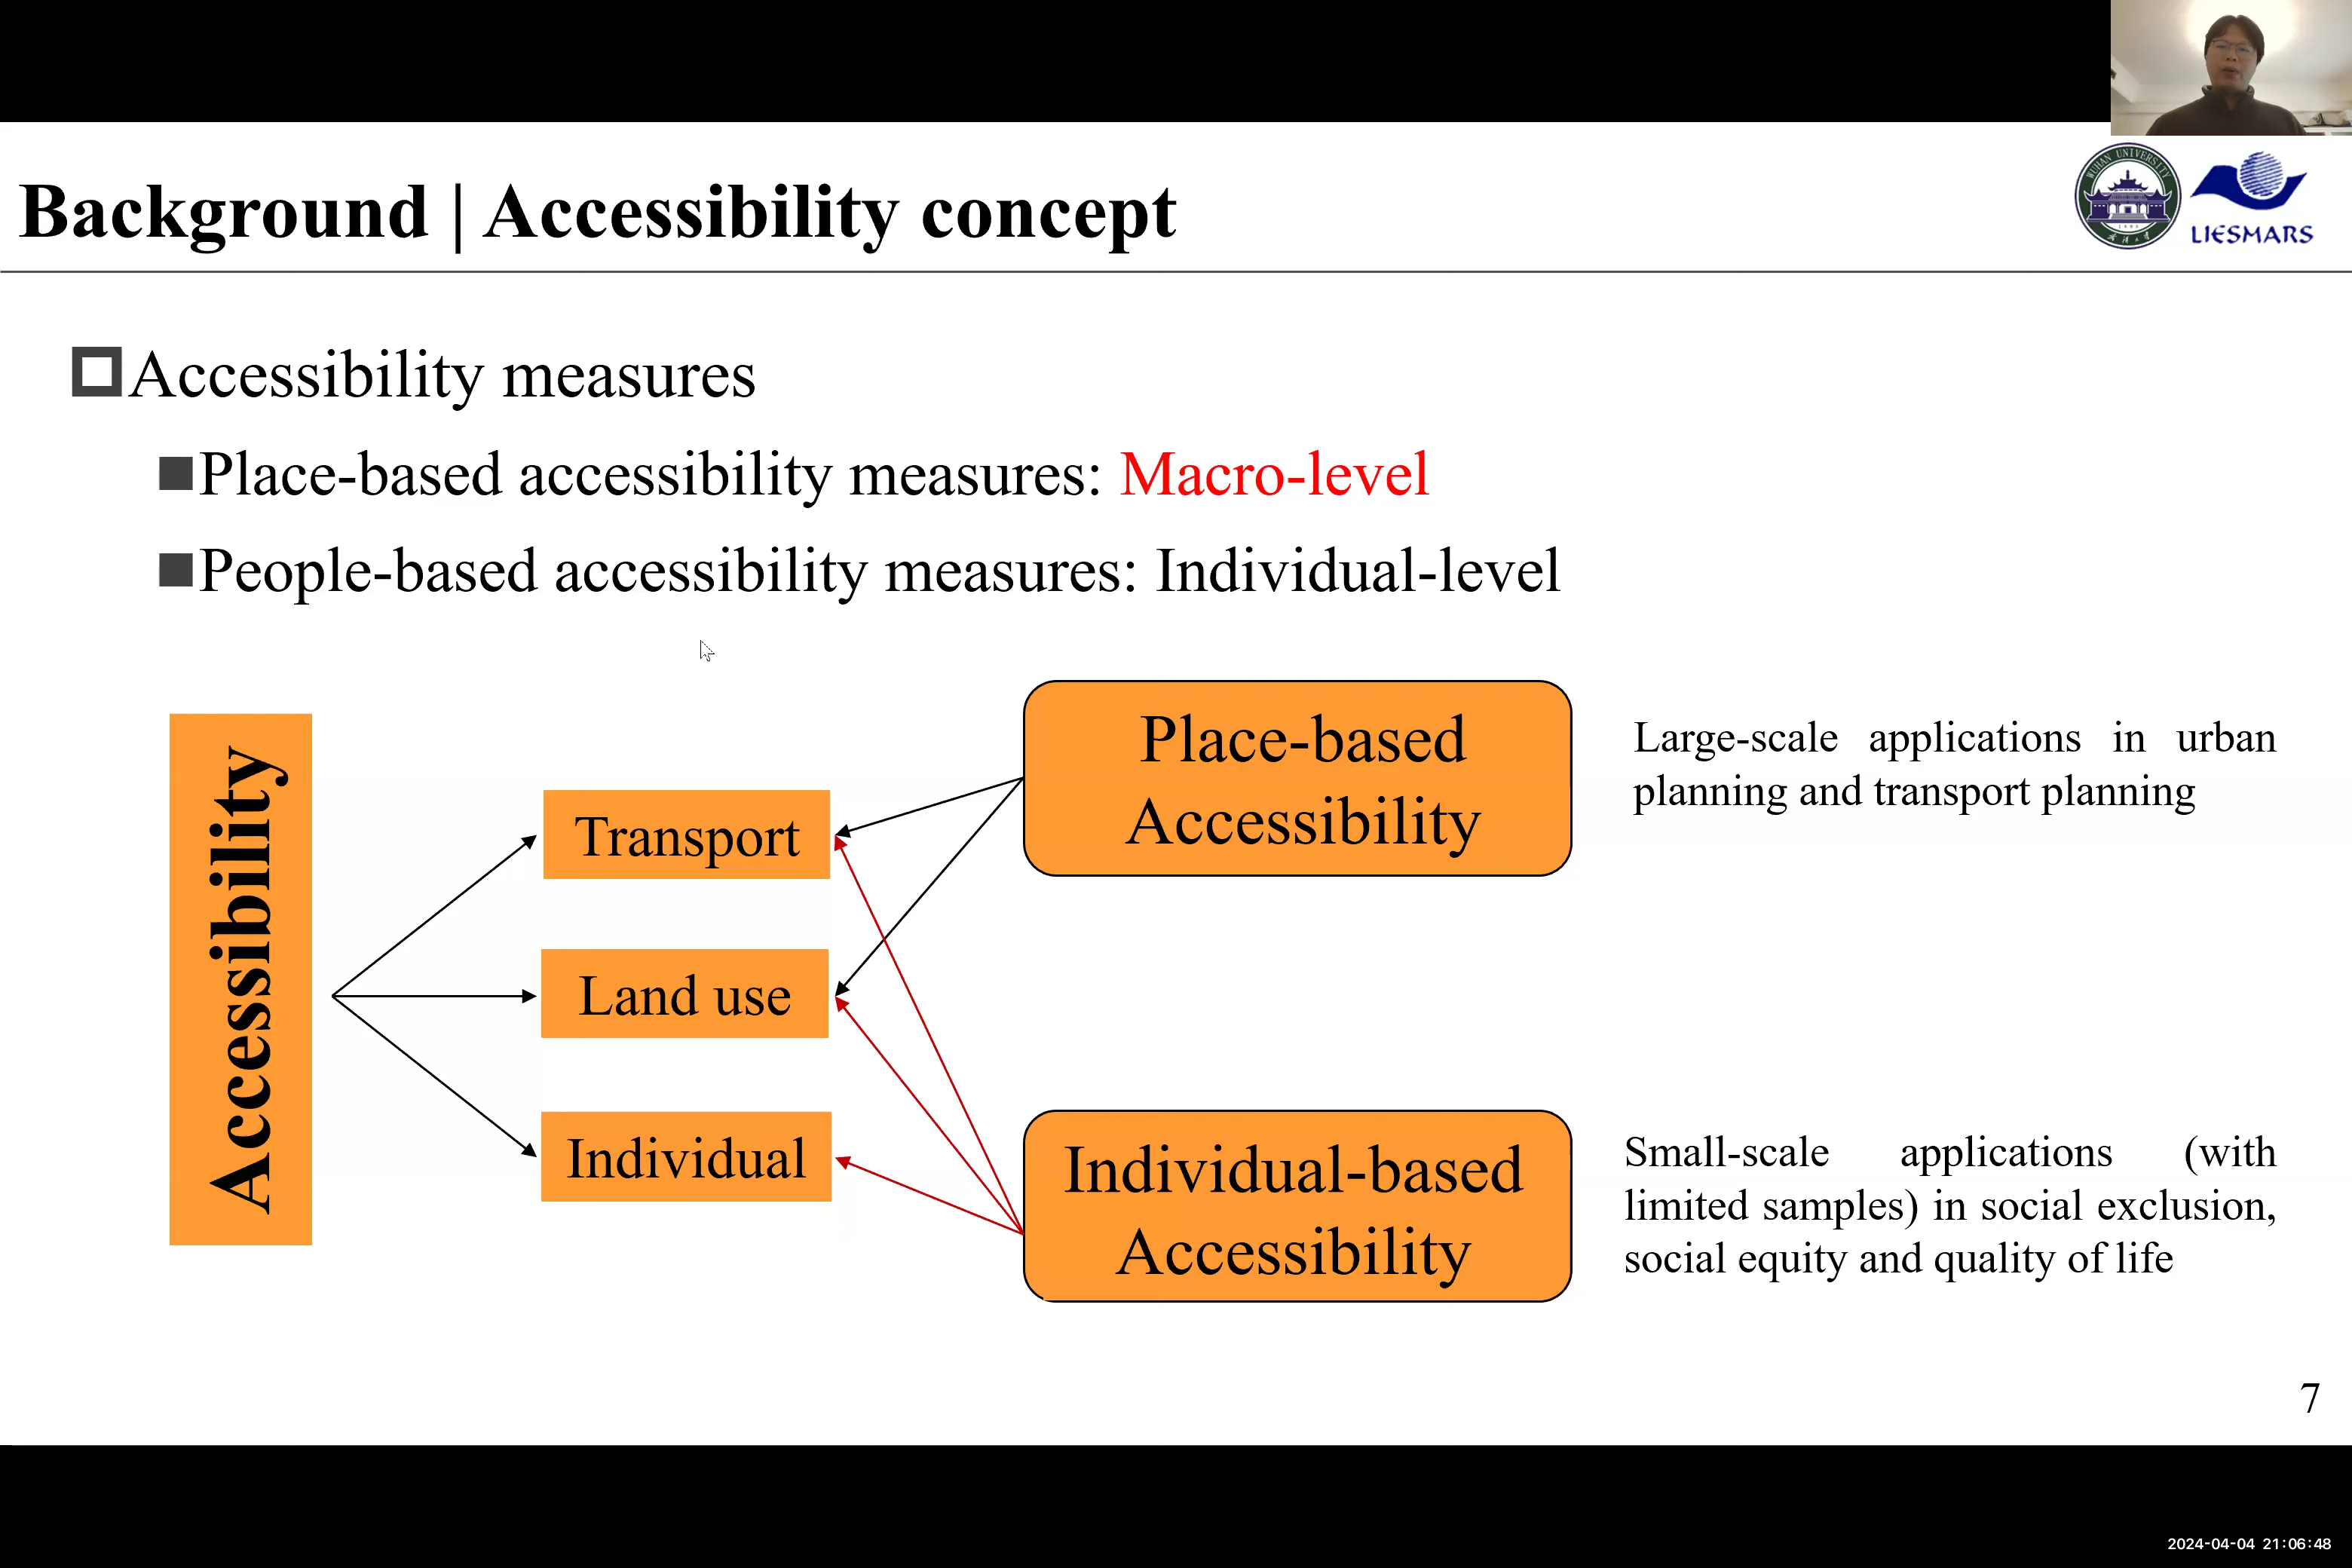 Background | Accessibility concept
WUHAN UNIVERSITY
LIESMARS
Accessibility measures
Place-based accessibility measures: Macro-level
People-based accessibility measures: Individual-level
Accessibility
Transport
Land use
Individual
Place-based
Accessibility
Large-scale applications in urban
planning and transport planning
Individual-based
Accessibility
Small-scale applications (with
limited samples) in social exclusion,
social equity and quality of life
7
2024-04-04 21:06:48